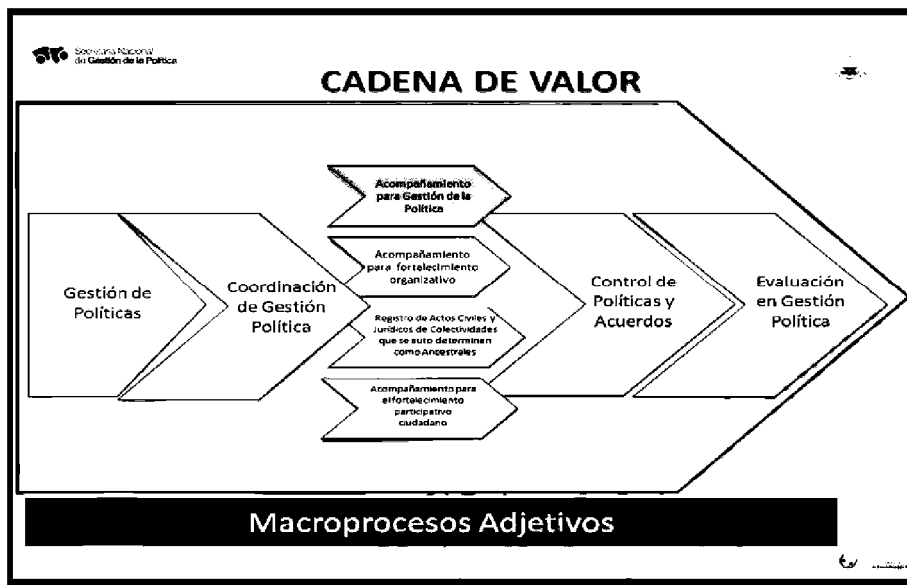 Secretaría Nacional
de Gestión de la Política
CADENA DE VALOR
Gestión de
Políticas
Coordinación
de Gestión
Política
Acompañamiento
para Gestión de la
Política
Acompañamiento
para fortalecimiento
organizativo
Registro de Actos Civiles y
Jurídicos de Colectividades
que se auto determinen
como Ancestrales
Acompañamiento para
el fortalecimiento
participativo
ciudadano
Control de
Políticas y
Acuerdos
Evaluación
en Gestión
Política
Macroprocesos Adjetivos